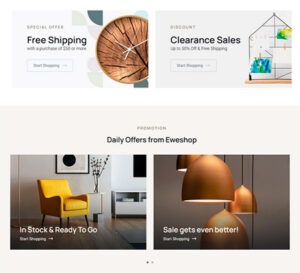 SPECIAL OFFER
Free Shipping
with a purchase of $50 or more
Start Shopping →
DISCOUNT
Clearance Sales
Up to 50% Off & Free Shipping
Start Shopping →
PROMOTION
Daily Offers from Eweshop
In Stock & Ready To Go
Start Shopping →
Sale gets even better!
Start Shopping →